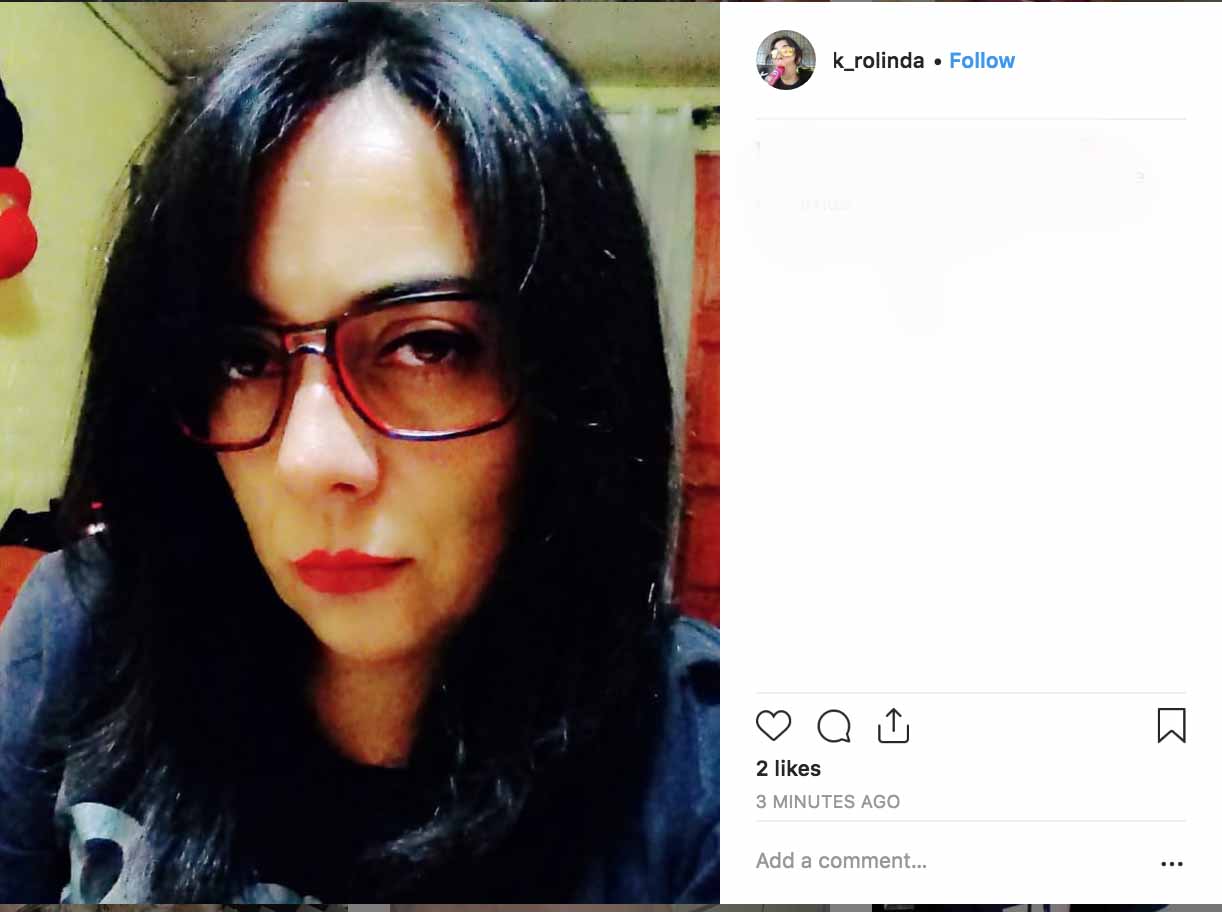 k_rolinda • Follow
2 likes
3 MINUTES AGO
Add a comment...